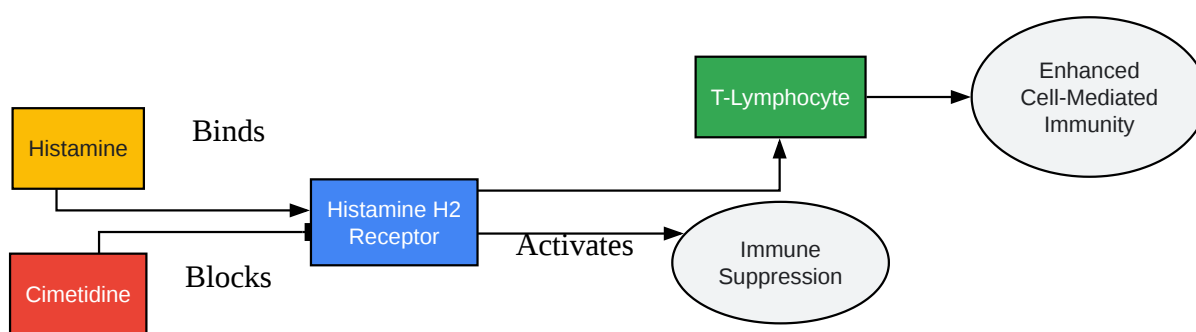 Enhanced
Cell-Mediated
Immunity
T-Lymphocyte
Binds
Histamine
Histamine H2
Receptor
Activates
Immune
Suppression
Blocks
Cimetidine